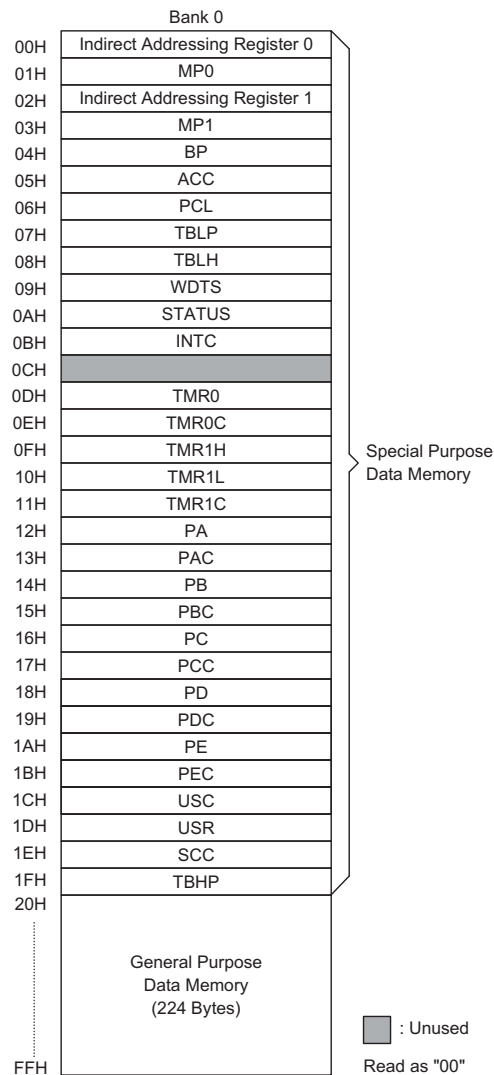 Bank 0
00H Indirect Addressing Register 0
01H MP0
02H Indirect Addressing Register 1
03H MP1
04H BP
05H ACC
06H PCL
07H TBLP
08H TBLH
09H WDTS
0AH STATUS
0BH INTC
0CH
0DH TMR0
0EH TMR0C
0FH TMR1H
10H TMR1L
11H TMR1C
12H PA
13H PAC
14H PB
15H PBC
16H PC
17H PCC
18H PD
19H PDC
1AH PE
1BH PEC
1CH USC
1DH USR
1EH SCC
1FH TBHP
20H
Special Purpose
Data Memory
General Purpose
Data Memory
(224 Bytes)
FFH
: Unused
Read as "00"